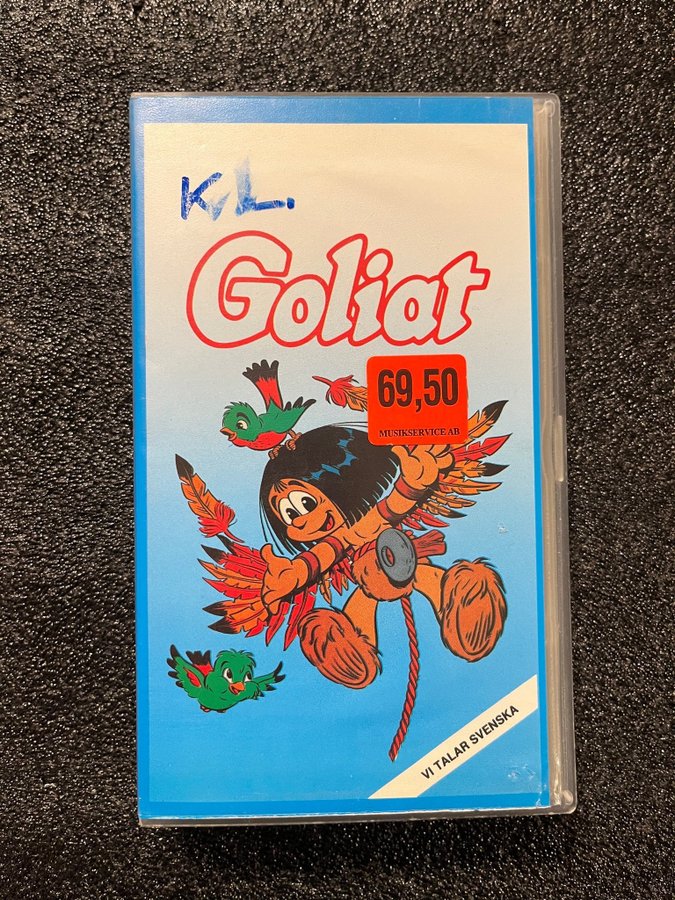 K.L.
Goliat
69,50
MUSIKSERVICE AB
VI TALAR SVENSKA